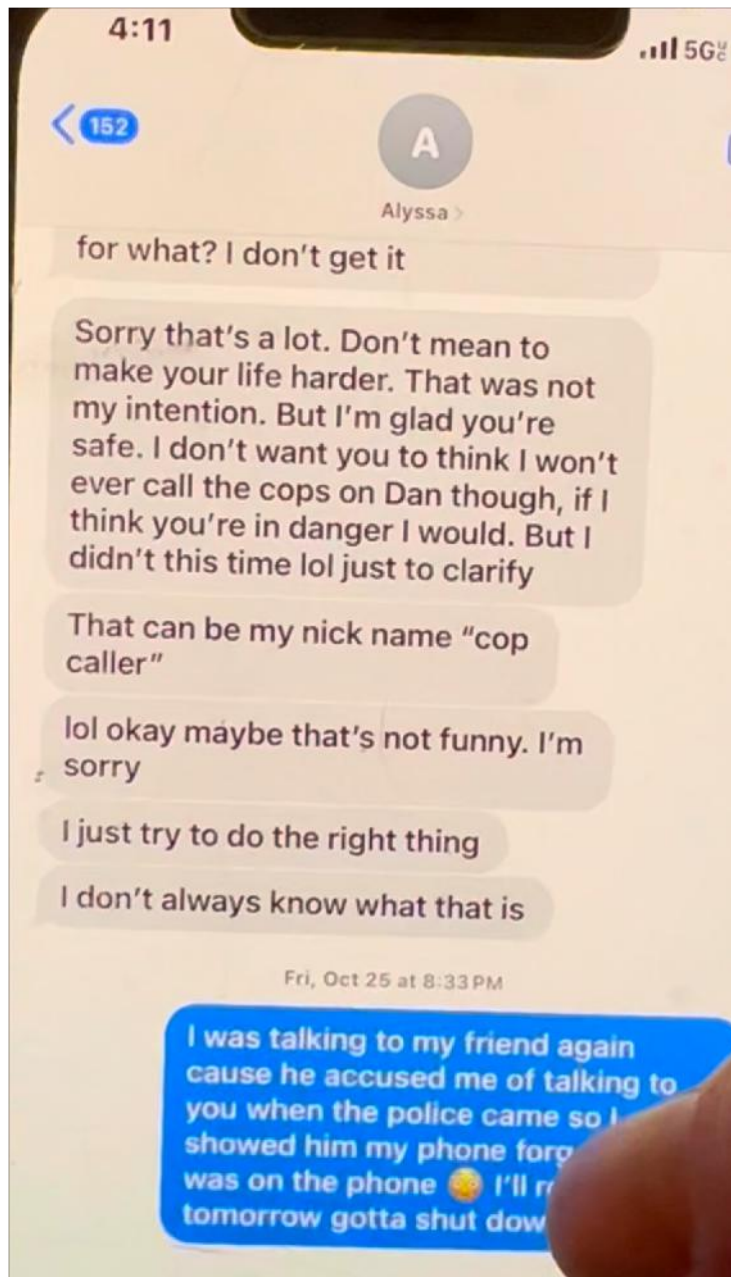 4:11
5G UC
152
A
Alyssa
for what? I don't get it
Sorry that's a lot. Don't mean to
make your life harder. That was not
my intention. But I'm glad you're
safe. I don't want you to think I won't
ever call the cops on Dan though, if I
think you're in danger I would. But I
didn't this time lol just to clarify
That can be my nick name “cop
caller”
lol okay maybe that's not funny. I'm
sorry
I just try to do the right thing
I don't always know what that is
Fri, Oct 25 at 8:33 PM
I was talking to my friend again
cause he accused me of talking to
you when the police came so I
showed him my phone
was on the phone 😳 I'll
tomorrow gotta shut